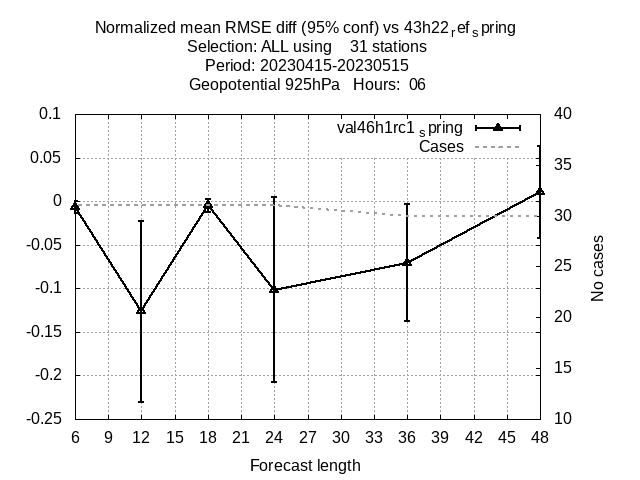 Normalized mean RMSE diff (95% conf) vs 43h22refspring
Selection: ALL using 31 stations
Period: 20230415-20230515
Geopotential 925hPa Hours: 06
val46h1rc1spring
Cases
0.1
0.05
0
-0.05
-0.1
-0.15
-0.2
-0.25
40
35
30
25
20
15
10
No cases
6 9 12 15 18 21 24 27 30 33 36 39 42 45 48
Forecast length